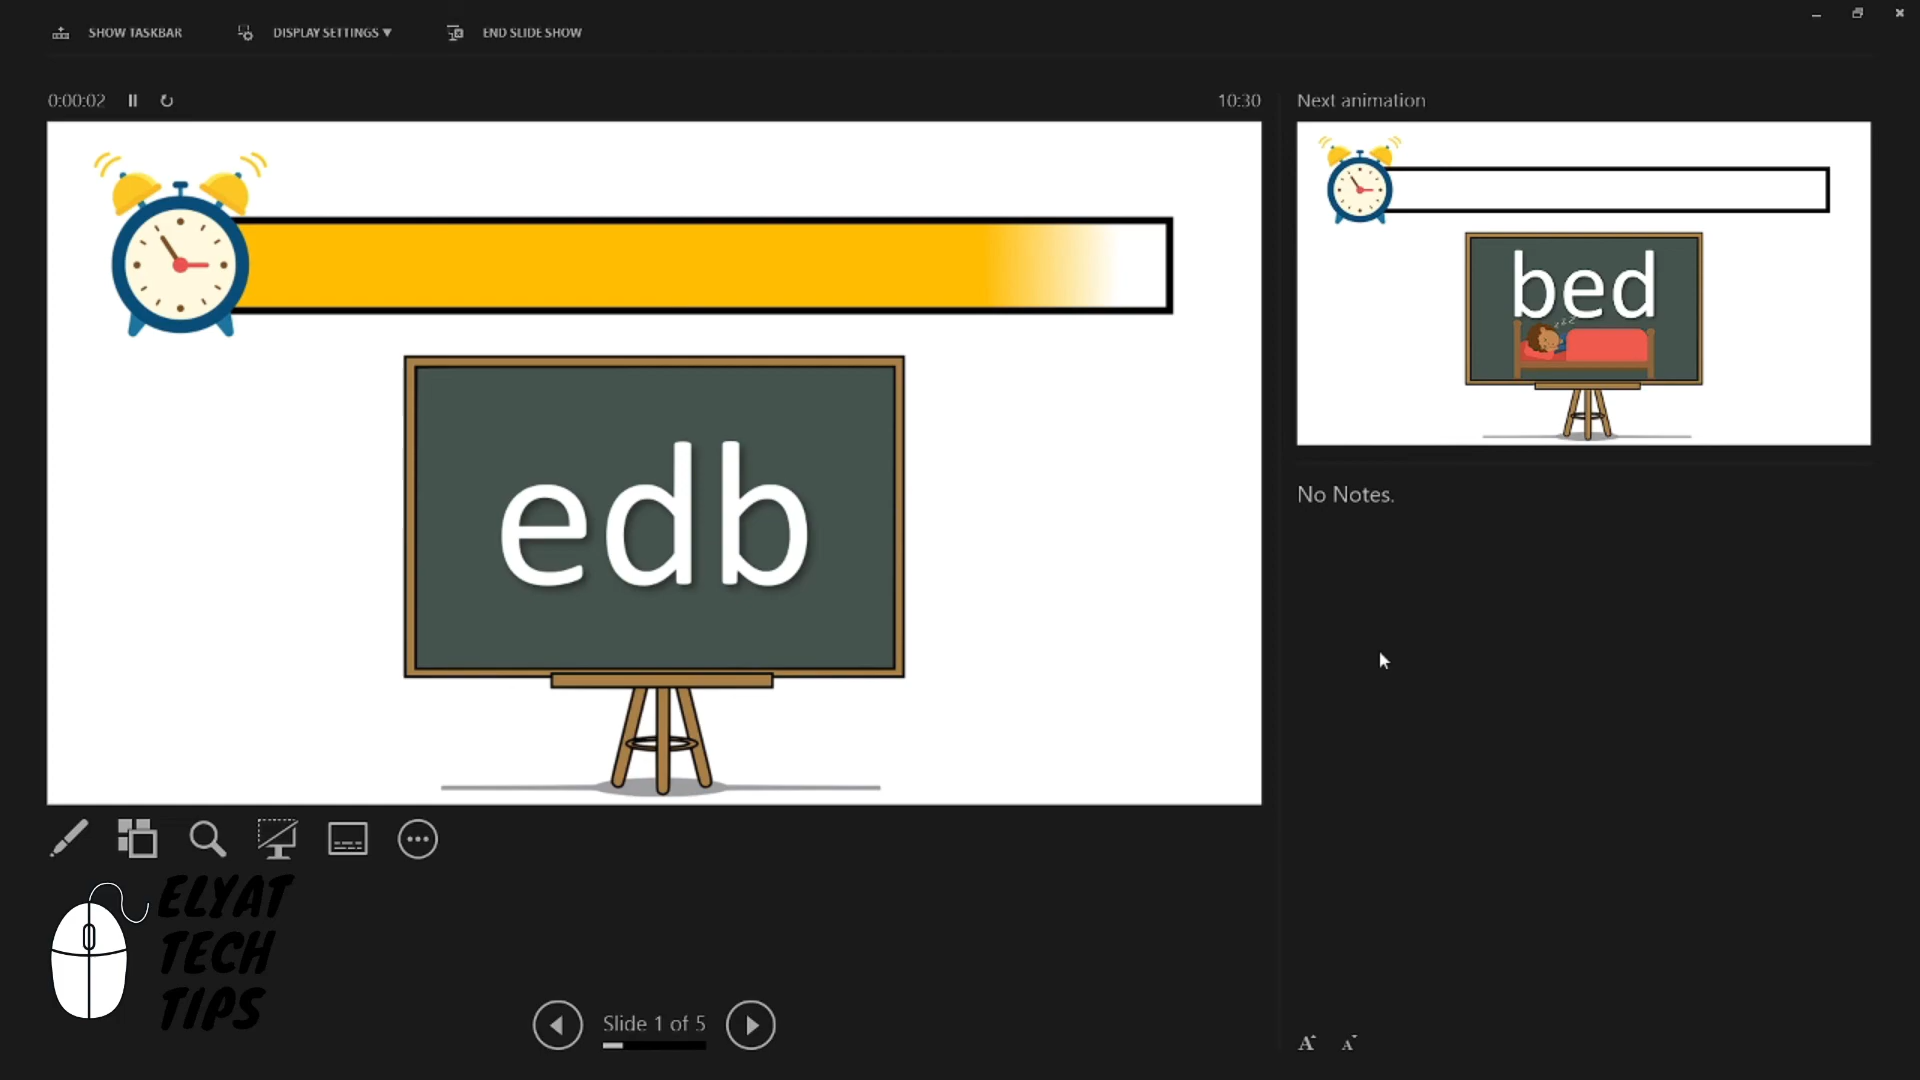 SHOW TASKBAR
DISPLAY SETTINGS ▼
END SLIDE SHOW
0:00:02
10:30
Next animation
edb
bed
zzz
No Notes.
ELYAT
TECH
TIPS
Slide 1 of 5
A A